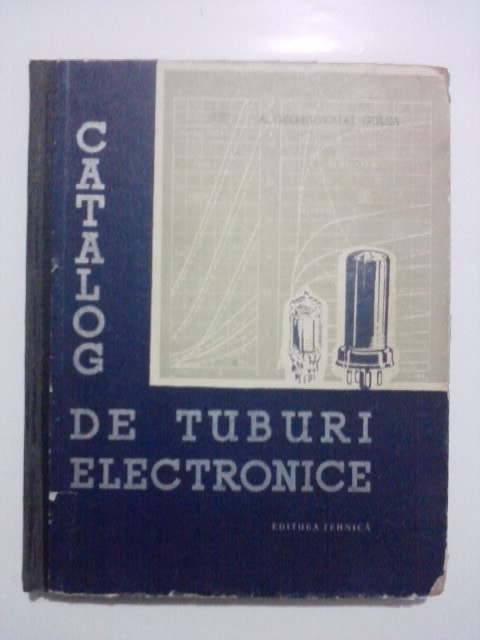 CATALOG
DE TUBURI
ELECTRONICE
EDITURA TEHNICĂ